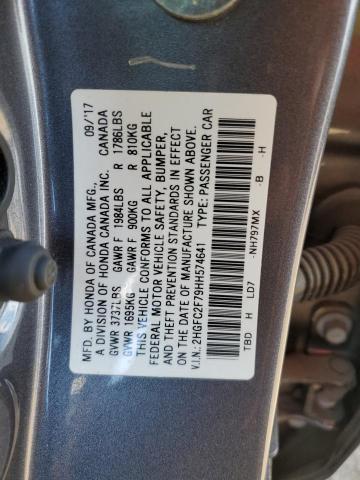 MFD. BY HONDA OF CANADA MFG., 09/17
A DIVISION OF HONDA CANADA INC. CANADA
GVWR 3737LBS GAWR F 1984LBS R 1786LBS
GVWR 1695KG GAWR F 900KG R 810KG
THIS VEHICLE CONFORMS TO ALL APPLICABLE
FEDERAL MOTOR VEHICLE SAFETY, BUMPER,
AND THEFT PREVENTION STANDARDS IN EFFECT
ON THE DATE OF MANUFACTURE SHOWN ABOVE.
V.I.N.: 2HGFC2F79HH574641 TYPE: PASSENGER CAR
TBD H LD7 -NH797MX -B -H